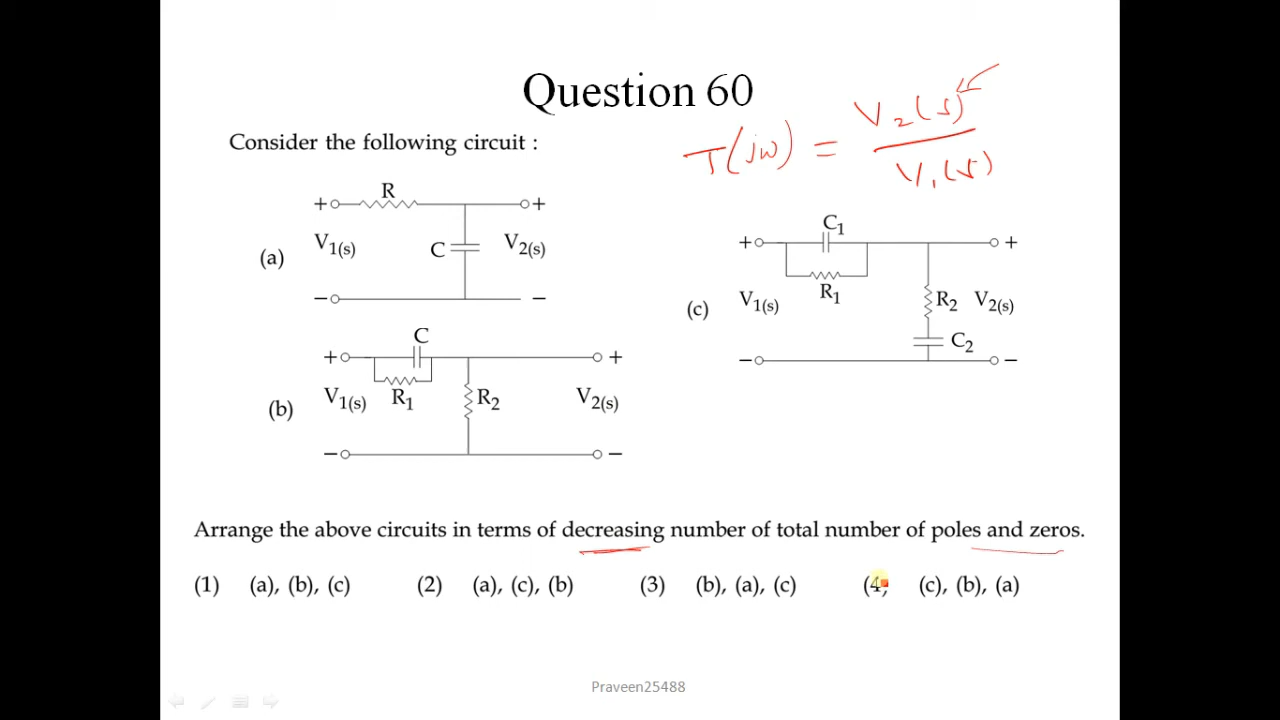 Question 60
T(jω) = V₂(s) / V₁(s)
Consider the following circuit :
R
+ +
(a) V1(s) C V2(s)
− −
C1
+ +
R1
(c) V1(s) R2 V2(s)
C2
− −
C
+ +
(b) V1(s) R1 R2 V2(s)
− −
Arrange the above circuits in terms of decreasing number of total number of poles and zeros.
(1) (a), (b), (c) (2) (a), (c), (b) (3) (b), (a), (c) (4) (c), (b), (a)
Praveen25488